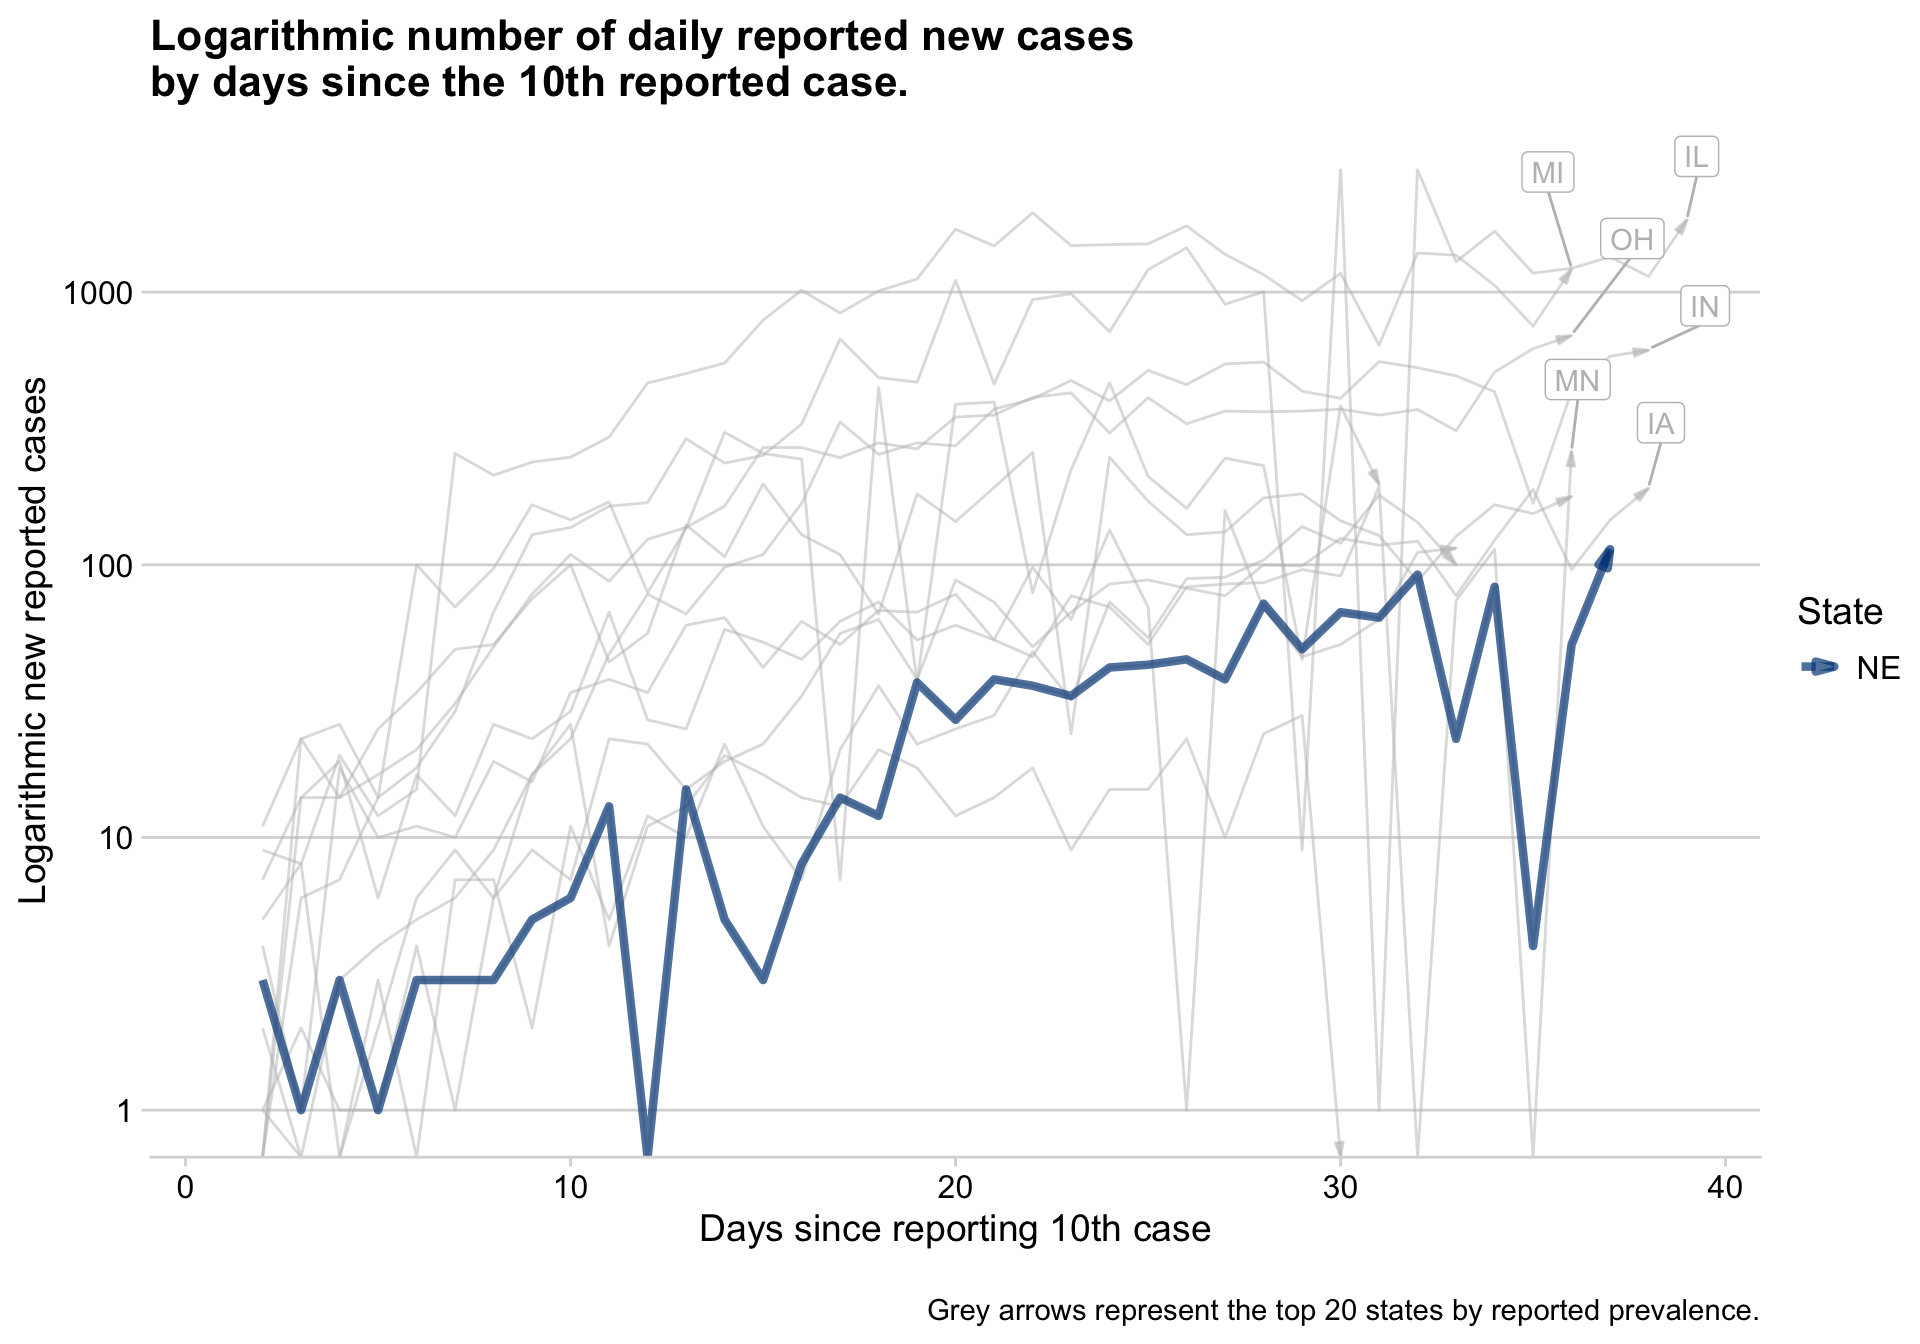 Logarithmic number of daily reported new cases
by days since the 10th reported case.
MI
IL
OH
IN
MN
IA
1000
100
10
1
Logarithmic new reported cases
State
NE
0
10
20
30
40
Days since reporting 10th case
Grey arrows represent the top 20 states by reported prevalence.